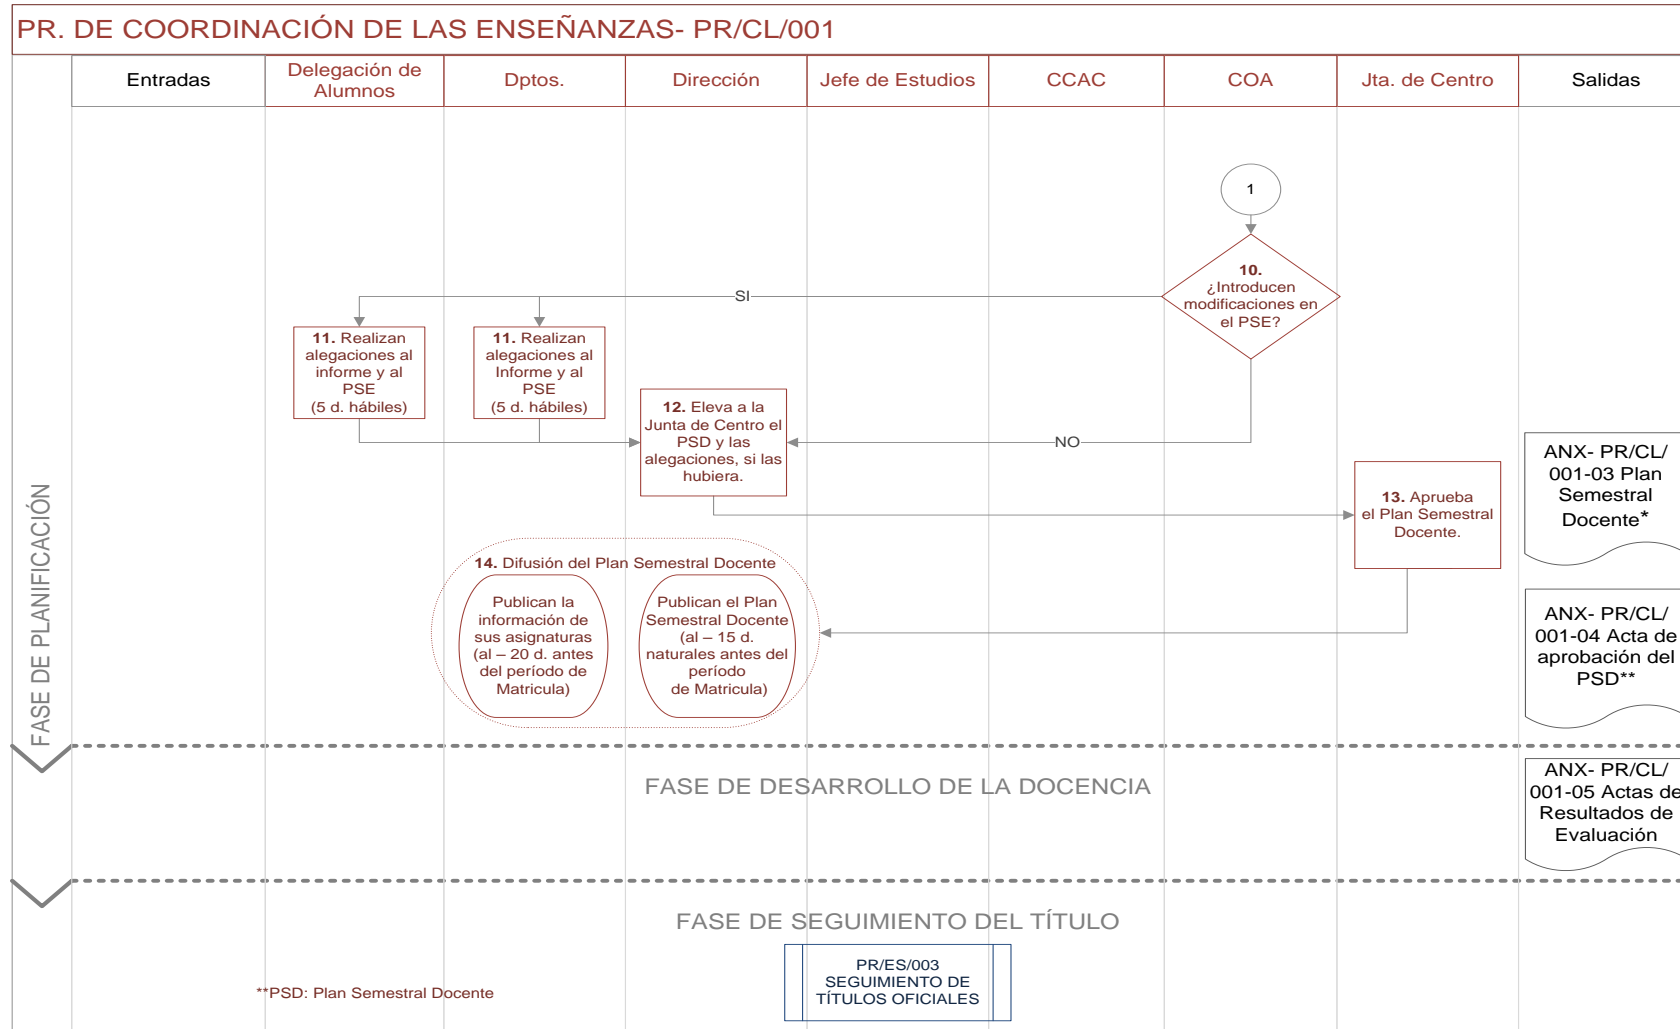 PR. DE COORDINACIÓN DE LAS ENSEÑANZAS- PR/CL/001
Entradas
Delegación de
Alumnos
Dptos.
Dirección
Jefe de Estudios
CCAC
COA
Jta. de Centro
Salidas
FASE DE PLANIFICACIÓN
1
10.
¿Introducen
modificaciones en
el PSE?
SI
11. Realizan
alegaciones al
informe y al
PSE
(5 d. hábiles)
11. Realizan
alegaciones al
Informe y al
PSE
(5 d. hábiles)
12. Eleva a la
Junta de Centro el
PSD y las
alegaciones, si las
hubiera.
NO
13. Aprueba
el Plan Semestral
Docente.
ANX- PR/CL/
001-03 Plan
Semestral
Docente*
14. Difusión del Plan Semestral Docente
Publican la
información de
sus asignaturas
(al – 20 d. antes
del período de
Matricula)
Publican el Plan
Semestral Docente
(al – 15 d.
naturales antes del
período
de Matricula)
ANX- PR/CL/
001-04 Acta de
aprobación del
PSD**
FASE DE DESARROLLO DE LA DOCENCIA
ANX- PR/CL/
001-05 Actas de
Resultados de
Evaluación
FASE DE SEGUIMIENTO DEL TÍTULO
PR/ES/003
SEGUIMIENTO DE
TÍTULOS OFICIALES
**PSD: Plan Semestral Docente